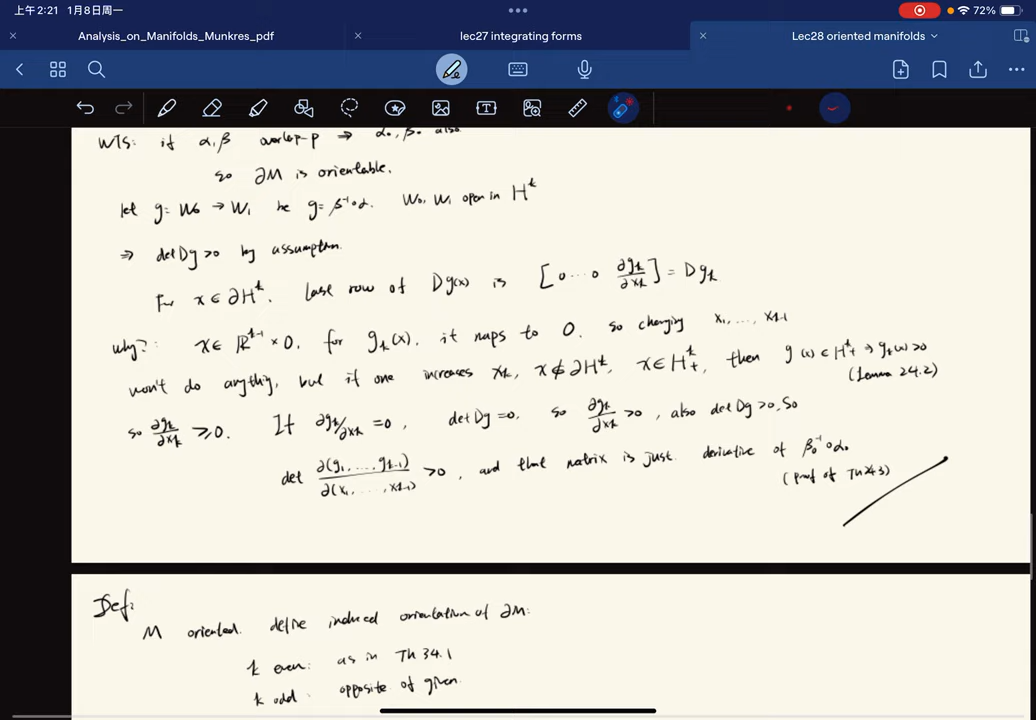 上午2:21 1月8日周一
72%
Analysis_on_Manifolds_Munkres_pdf
lec27 integrating forms
Lec28 oriented manifolds
WTS: if α, β overlap-p ⇒ α₀, β₀ also
so ∂M is orientable.
let g: W₀ → W₁ be g = β⁻¹∘α. W₀, W₁ open in Hᵏ
⇒ det Dg > 0 by assumption.
For x ∈ ∂Hᵏ, last row of Dg(x) is [0 ··· 0 ∂gₖ/∂xₖ] = Dgₖ
why?: x ∈ ℝᵏ⁻¹ × 0, for gₖ(x), it maps to 0. so changing x₁, ..., xₖ₋₁
won't do anything, but if one increases xₖ, x ∉ ∂Hᵏ, x ∈ Hᵏ₊, then g(x) ∈ Hᵏ₊ → gₖ(x) > 0
(Lemma 24.2)
so ∂gₖ/∂xₖ ≥ 0. If ∂gₖ/∂xₖ = 0, det Dg = 0, so ∂gₖ/∂xₖ > 0, also det Dg > 0, So
det ∂(g₁, ..., gₖ₋₁)/∂(x₁, ..., xₖ₋₁) > 0, and that matrix is just derivative of β₀⁻¹∘α₀
(Proof of Th 24.3)
Def:
M oriented. define induced orientation of ∂M:
k even: as in Th 34.1
k odd: opposite of given.